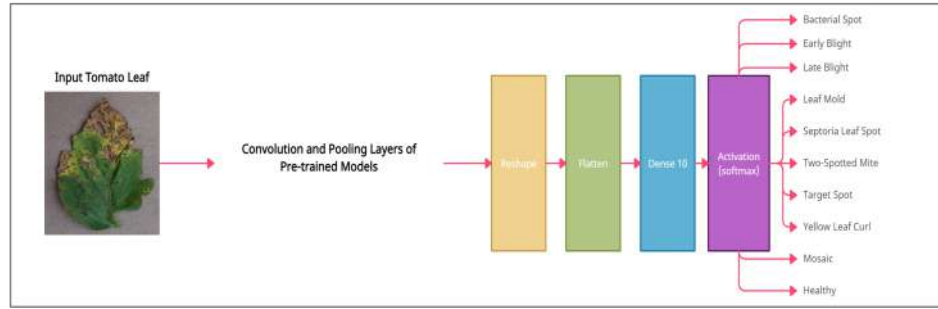 Input Tomato Leaf
Convolution and Pooling Layers of
Pre-trained Models
Reshape
Flatten
Dense 10
Activation
(softmax)
Bacterial Spot
Early Blight
Late Blight
Leaf Mold
Septoria Leaf Spot
Two-Spotted Mite
Target Spot
Yellow Leaf Curl
Mosaic
Healthy